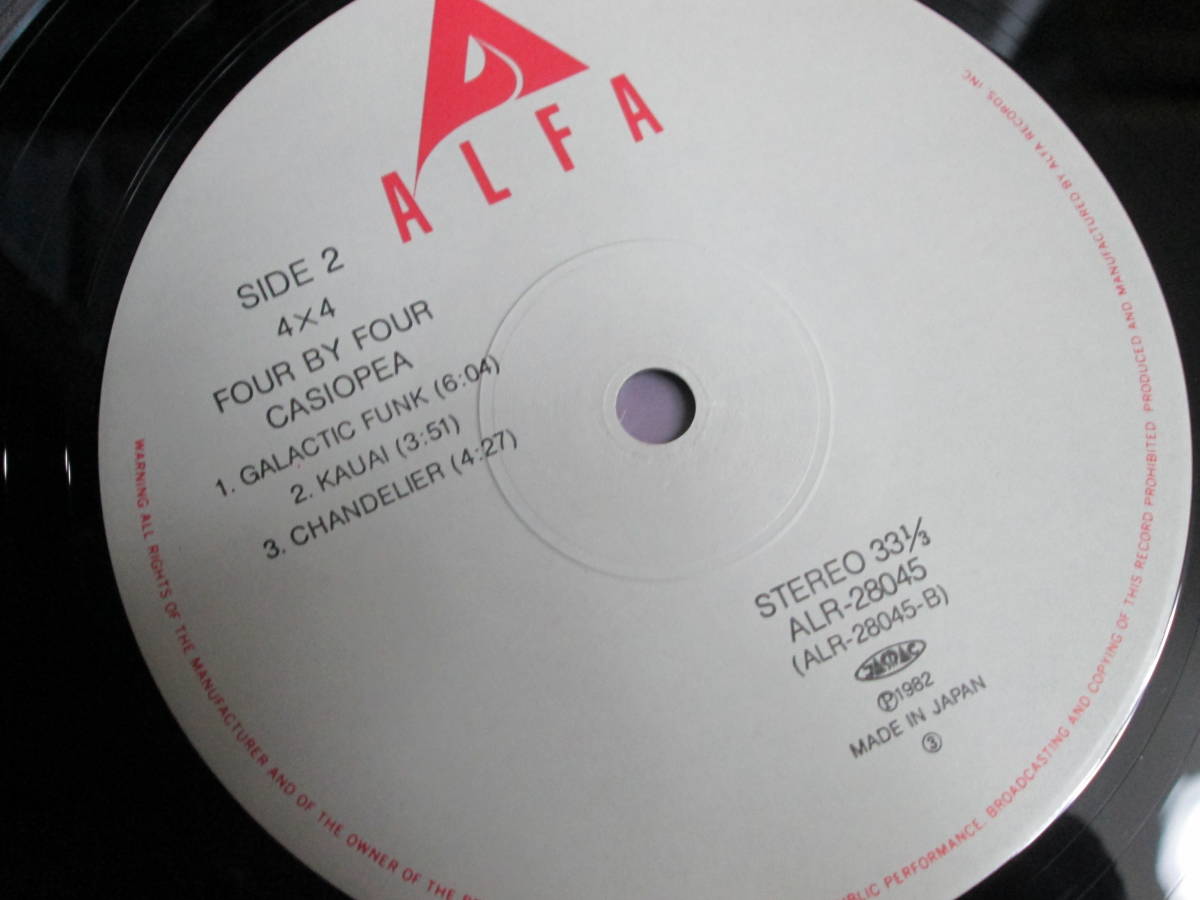 ALFA
SIDE 2
4×4
FOUR BY FOUR
CASIOPEA
1. GALACTIC FUNK (6:04)
2. KAUAI (3:51)
3. CHANDELIER (4:27)
STEREO 33⅓
ALR-28045
(ALR-28045-B)
JASRAC
Ⓟ1982
MADE IN JAPAN
③
WARNING ALL RIGHTS OF THE MANUFACTURER AND OF THE OWNER OF THE
PUBLIC PERFORMANCE. BROADCASTING AND COPYING OF THIS RECORD PROHIBITED PRODUCED AND MANUFACTURED BY ALFA RECORDS, INC